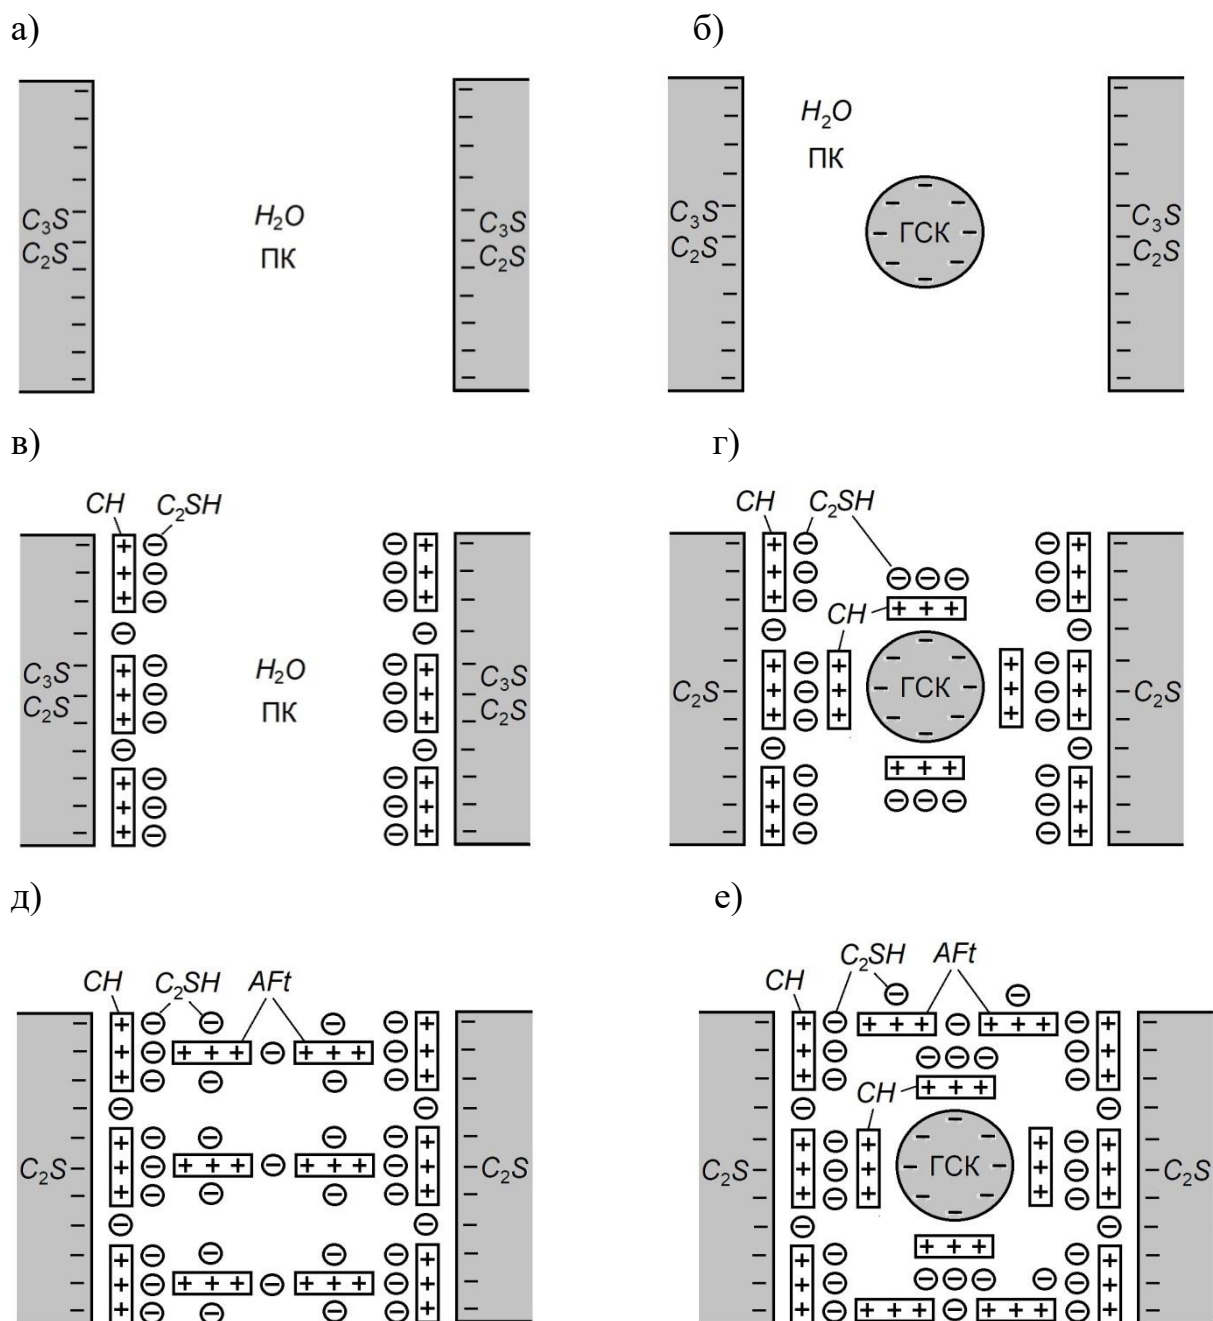 а)
б)
H₂O
ПК
C₃S
C₂S
C₃S
C₂S
H₂O
ПК
ГСК
C₃S
C₂S
C₃S
C₂S
в)
г)
CH C₂SH
H₂O
ПК
C₃S
C₂S
C₃S
C₂S
CH C₂SH
CH
ГСК
C₂S
C₂S
д)
е)
CH C₂SH AFt
C₂S
C₂S
C₂SH AFt
CH
CH
ГСК
C₂S
C₂S